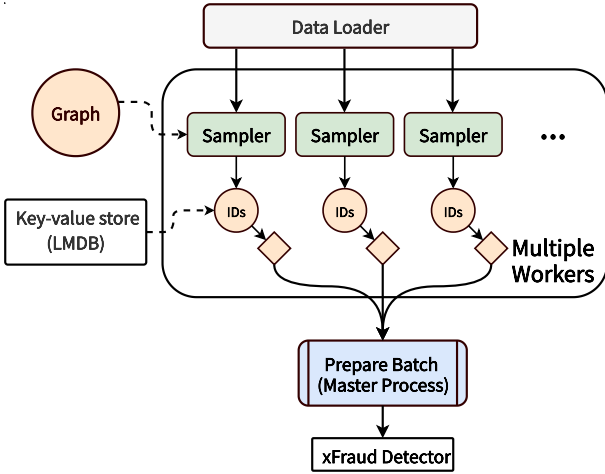 Data Loader
Graph
Sampler
Sampler
Sampler
...
Key-value store
(LMDB)
IDs
IDs
IDs
Multiple
Workers
Prepare Batch
(Master Process)
xFraud Detector